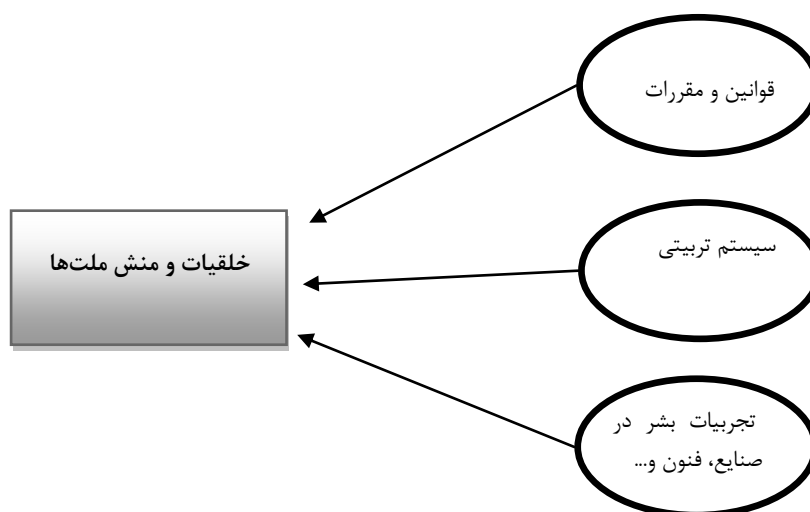 قوانین و مقررات
سیستم تربیتی
خلقیات و منش ملت‌ها
تجربیات بشر در
صنایع، فنون و...